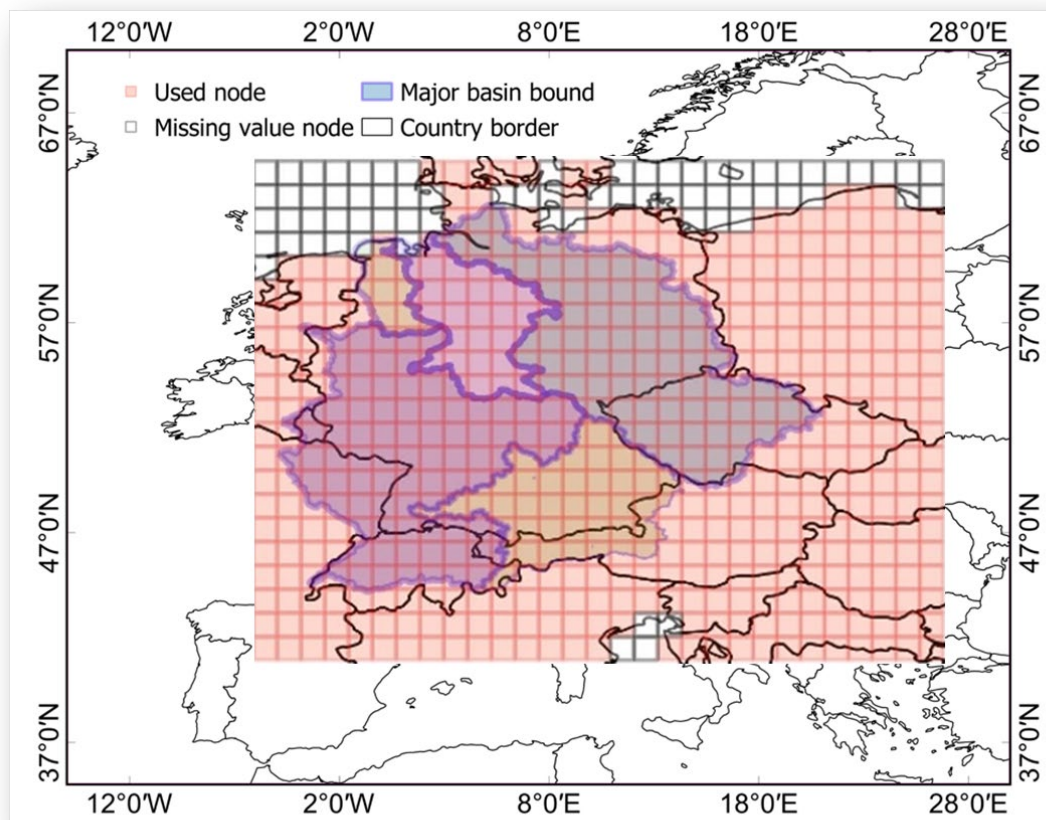 12°0'W 2°0'W 8°0'E 18°0'E 28°0'E
67°0'N
67°0'N
Used node
Major basin bound
Missing value node
Country border
57°0'N
57°0'N
47°0'N
47°0'N
37°0'N
37°0'N
12°0'W 2°0'W 8°0'E 18°0'E 28°0'E